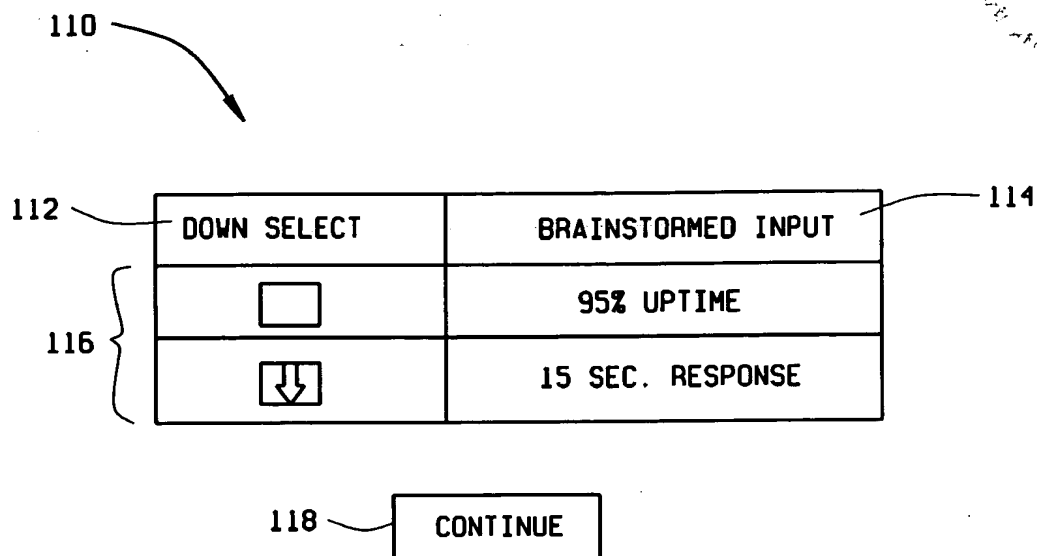 110
112
DOWN SELECT
BRAINSTORMED INPUT
114
95% UPTIME
116
15 SEC. RESPONSE
118
CONTINUE